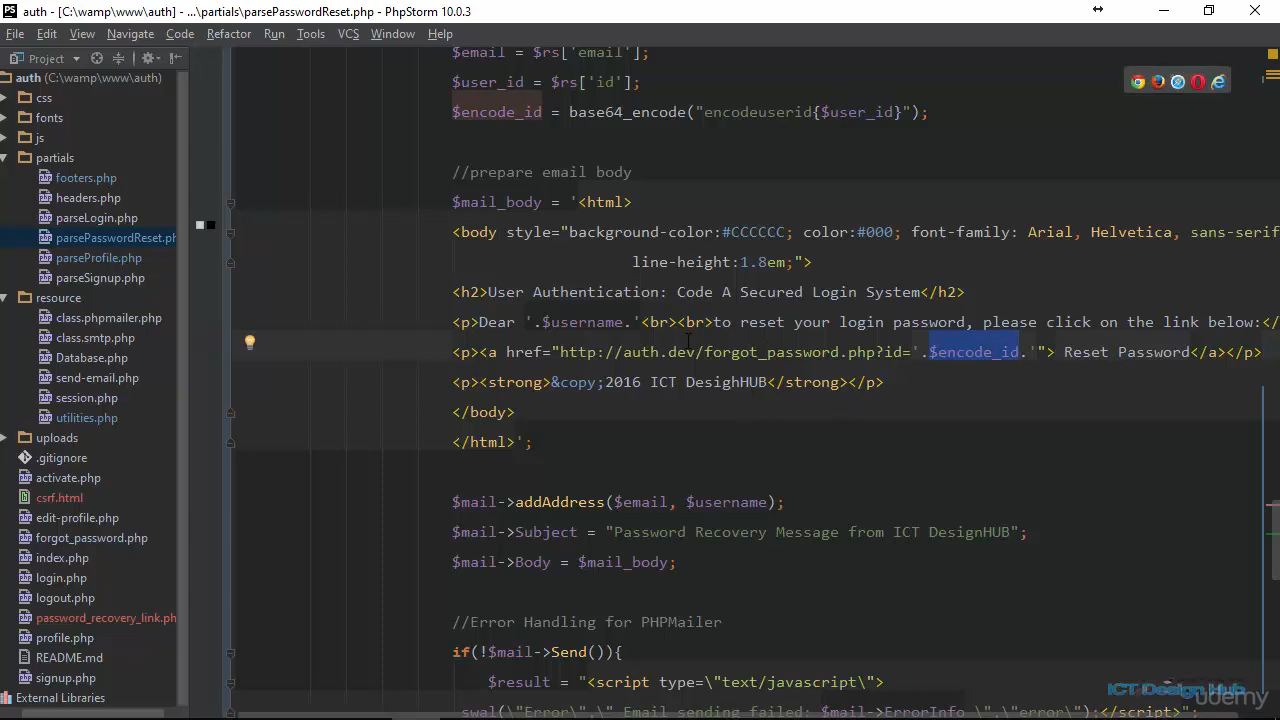 auth - [C:\wamp\www\auth] - ...\partials\parsePasswordReset.php - PhpStorm 10.0.3
File Edit View Navigate Code Refactor Run Tools VCS Window Help
Project
auth (C:\wamp\www\auth)
css
fonts
js
partials
footers.php
headers.php
parseLogin.php
parsePasswordReset.ph
parseProfile.php
parseSignup.php
resource
class.phpmailer.php
class.smtp.php
Database.php
send-email.php
session.php
utilities.php
uploads
.gitignore
activate.php
csrf.html
edit-profile.php
forgot_password.php
index.php
login.php
logout.php
password_recovery_link.ph
profile.php
README.md
signup.php
External Libraries
$email = $rs['email'];
$user_id = $rs['id'];
$encode_id = base64_encode("encodeuserid{$user_id}");
//prepare email body
$mail_body = '<html>
<body style="background-color:#CCCCCC; color:#000; font-family: Arial, Helvetica, sans-serif
line-height:1.8em;">
<h2>User Authentication: Code A Secured Login System</h2>
<p>Dear '.$username.'<br><br>to reset your login password, please click on the link below:</
<p><a href="http://auth.dev/forgot_password.php?id='.$encode_id.'"> Reset Password</a></p>
<p><strong>&copy;2016 ICT DesighHUB</strong></p>
</body>
</html>';
$mail->addAddress($email, $username);
$mail->Subject = "Password Recovery Message from ICT DesignHUB";
$mail->Body = $mail_body;
//Error Handling for PHPMailer
if(!$mail->Send()){
$result = "<script type=\"text/javascript\">
swal(\"Error\",\" Email sending failed: $mail->ErrorInfo \",\"error\");</script>"
ICT Design Hub
udemy